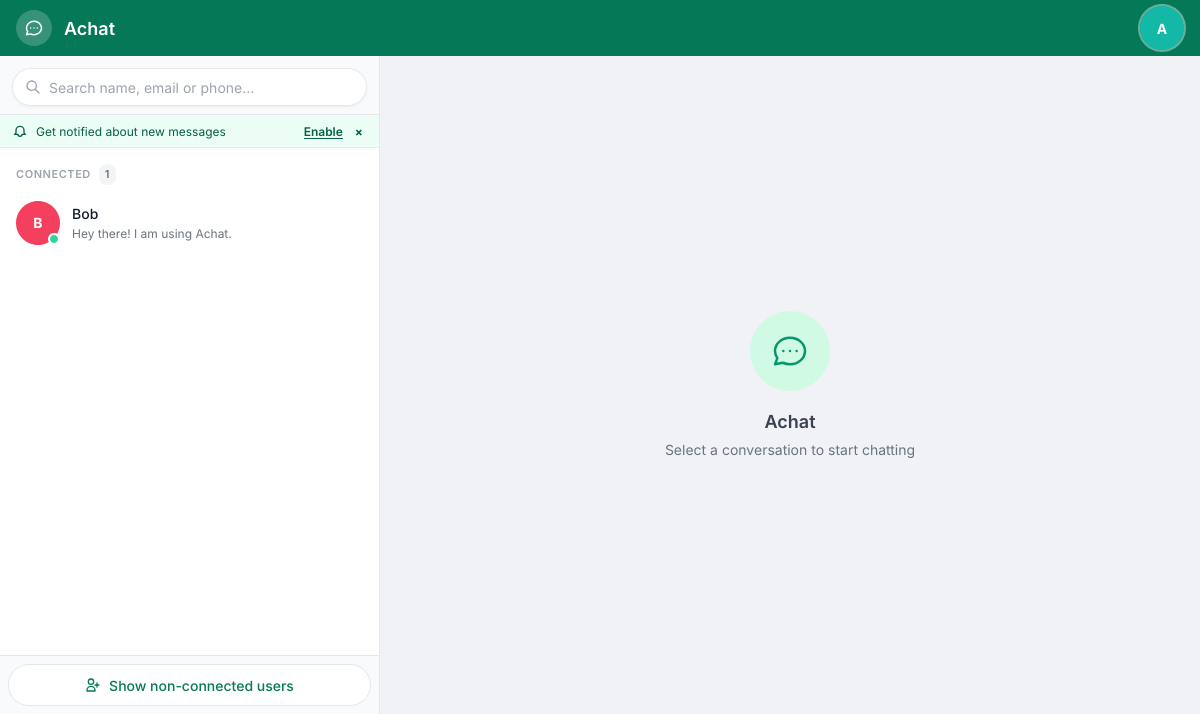 Achat
A
Search name, email or phone...
Get notified about new messages Enable ×
CONNECTED 1
B
Bob
Hey there! I am using Achat.
Achat
Select a conversation to start chatting
Show non-connected users